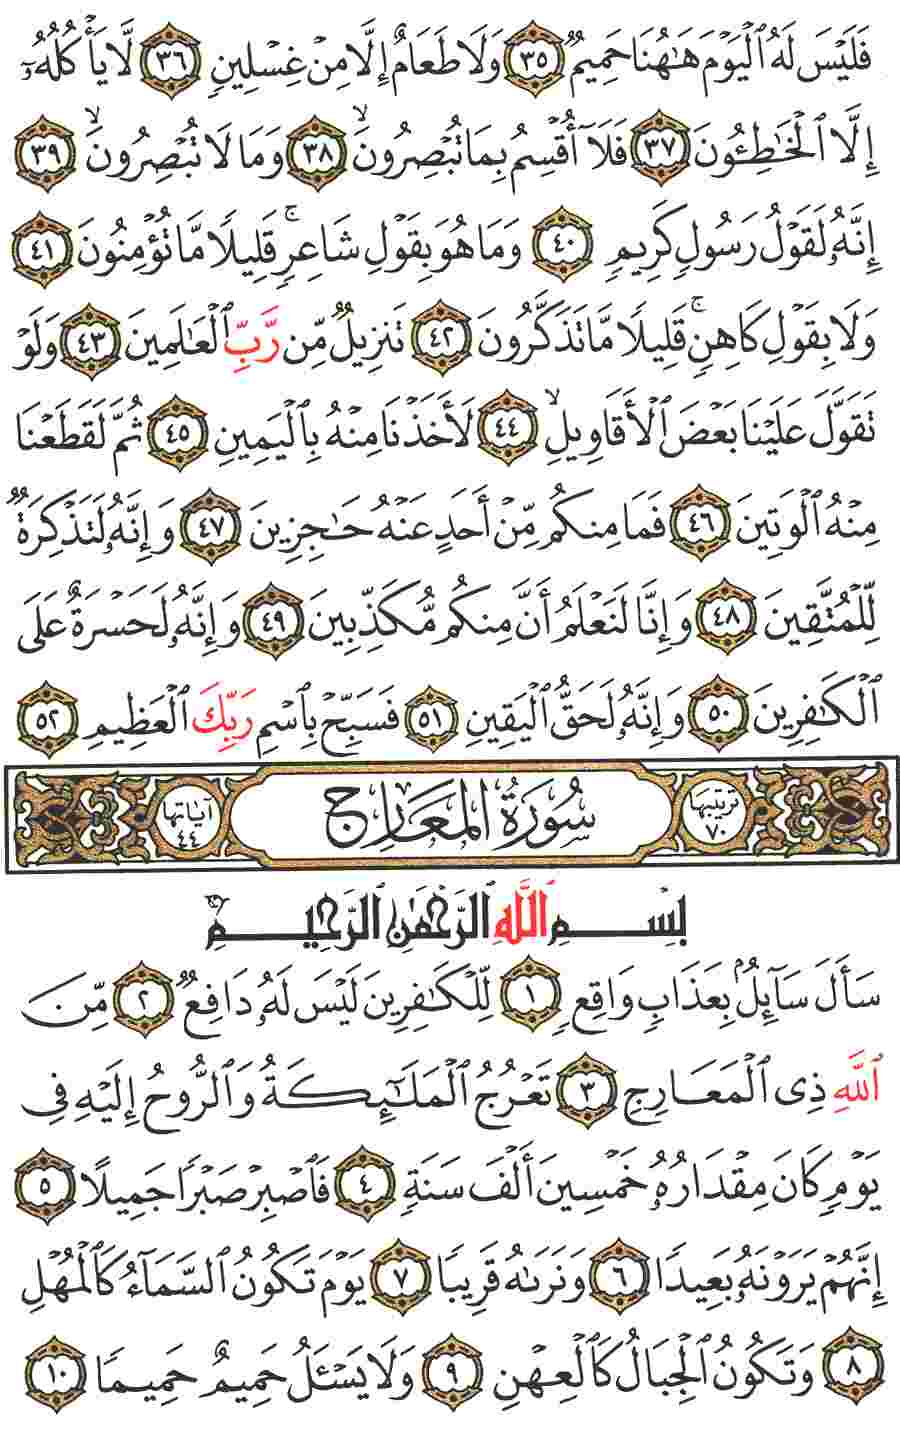 فَلَيْسَ لَهُ ٱلْيَوْمَ هَٰهُنَا حَمِيمٌ ٣٥ وَلَا طَعَامٌ إِلَّا مِنْ غِسْلِينٍ ٣٦ لَّا يَأْكُلُهُۥٓ
إِلَّا ٱلْخَٰطِـُٔونَ ٣٧ فَلَآ أُقْسِمُ بِمَا تُبْصِرُونَ ۙ ٣٨ وَمَا لَا تُبْصِرُونَ ۙ ٣٩
إِنَّهُۥ لَقَوْلُ رَسُولٍ كَرِيمٍ ٤٠ وَمَا هُوَ بِقَوْلِ شَاعِرٍ ۚ قَلِيلًا مَّا تُؤْمِنُونَ ٤١
وَلَا بِقَوْلِ كَاهِنٍ ۚ قَلِيلًا مَّا تَذَكَّرُونَ ٤٢ تَنزِيلٌ مِّن رَّبِّ ٱلْعَٰلَمِينَ ٤٣ وَلَوْ
تَقَوَّلَ عَلَيْنَا بَعْضَ ٱلْأَقَاوِيلِ ۙ ٤٤ لَأَخَذْنَا مِنْهُ بِٱلْيَمِينِ ٤٥ ثُمَّ لَقَطَعْنَا
مِنْهُ ٱلْوَتِينَ ٤٦ فَمَا مِنكُم مِّنْ أَحَدٍ عَنْهُ حَٰجِزِينَ ٤٧ وَإِنَّهُۥ لَتَذْكِرَةٌ
لِّلْمُتَّقِينَ ٤٨ وَإِنَّا لَنَعْلَمُ أَنَّ مِنكُم مُّكَذِّبِينَ ٤٩ وَإِنَّهُۥ لَحَسْرَةٌ عَلَى
ٱلْكَٰفِرِينَ ٥٠ وَإِنَّهُۥ لَحَقُّ ٱلْيَقِينِ ٥١ فَسَبِّحْ بِٱسْمِ رَبِّكَ ٱلْعَظِيمِ ٥٢
ترتيبها ٧٠ سُورَةُ المَعَارِج آياتها ٤٤
بِسْمِ ٱللَّهِ ٱلرَّحْمَٰنِ ٱلرَّحِيمِ
سَأَلَ سَآئِلٌۢ بِعَذَابٍ وَاقِعٍ ١ لِّلْكَٰفِرِينَ لَيْسَ لَهُۥ دَافِعٌ ٢ مِّنَ
ٱللَّهِ ذِى ٱلْمَعَارِجِ ٣ تَعْرُجُ ٱلْمَلَٰٓئِكَةُ وَٱلرُّوحُ إِلَيْهِ فِى
يَوْمٍ كَانَ مِقْدَارُهُۥ خَمْسِينَ أَلْفَ سَنَةٍ ٤ فَٱصْبِرْ صَبْرًا جَمِيلًا ٥
إِنَّهُمْ يَرَوْنَهُۥ بَعِيدًا ٦ وَنَرَىٰهُ قَرِيبًا ٧ يَوْمَ تَكُونُ ٱلسَّمَآءُ كَٱلْمُهْلِ
٨ وَتَكُونُ ٱلْجِبَالُ كَٱلْعِهْنِ ٩ وَلَا يَسْـَٔلُ حَمِيمٌ حَمِيمًا ١٠